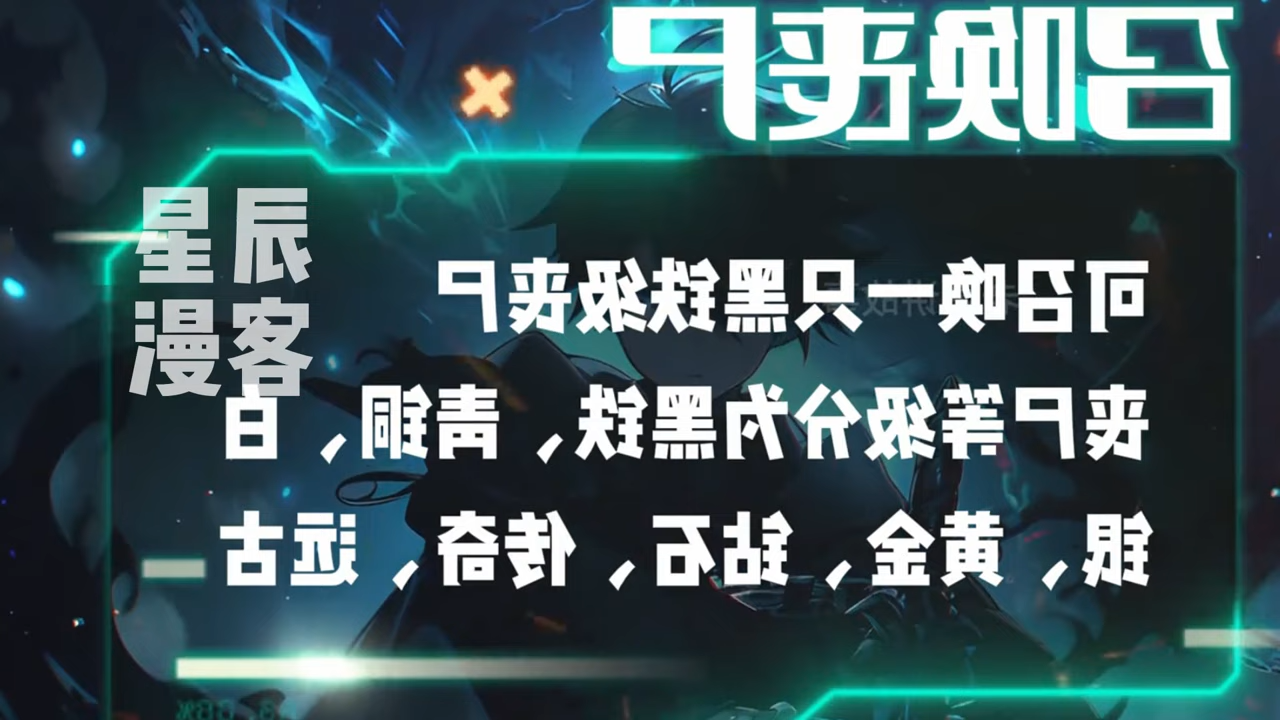 召唤丧尸
星辰
漫客
可召唤一只黑铁级丧尸
丧尸等级分为黑铁、青铜、白
银、黄金、钻石、传奇、远古